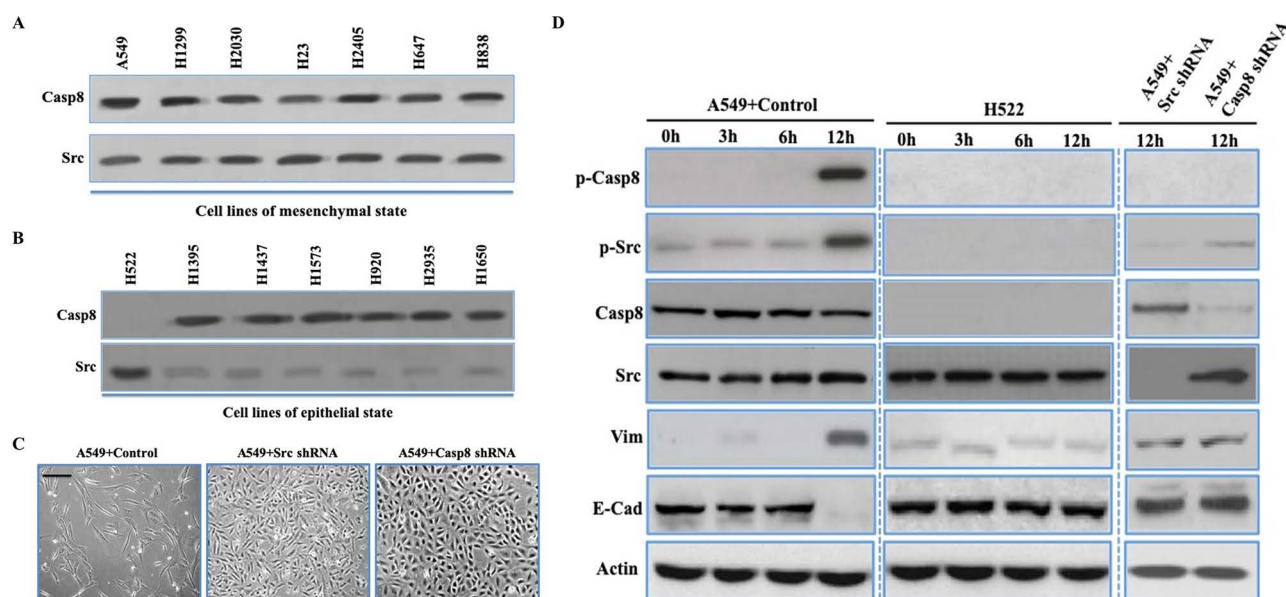 A
A549
H1299
H2030
H23
H2405
H647
H838
Casp8
Src
Cell lines of mesenchymal state
B
H522
H1395
H1437
H1573
H920
H2935
H1650
Casp8
Src
Cell lines of epithelial state
C
A549+Control
A549+Src shRNA
A549+Casp8 shRNA
D
A549+Control
H522
A549+
Src shRNA
A549+
Casp8 shRNA
0h 3h 6h 12h 0h 3h 6h 12h 12h 12h
p-Casp8
p-Src
Casp8
Src
Vim
E-Cad
Actin